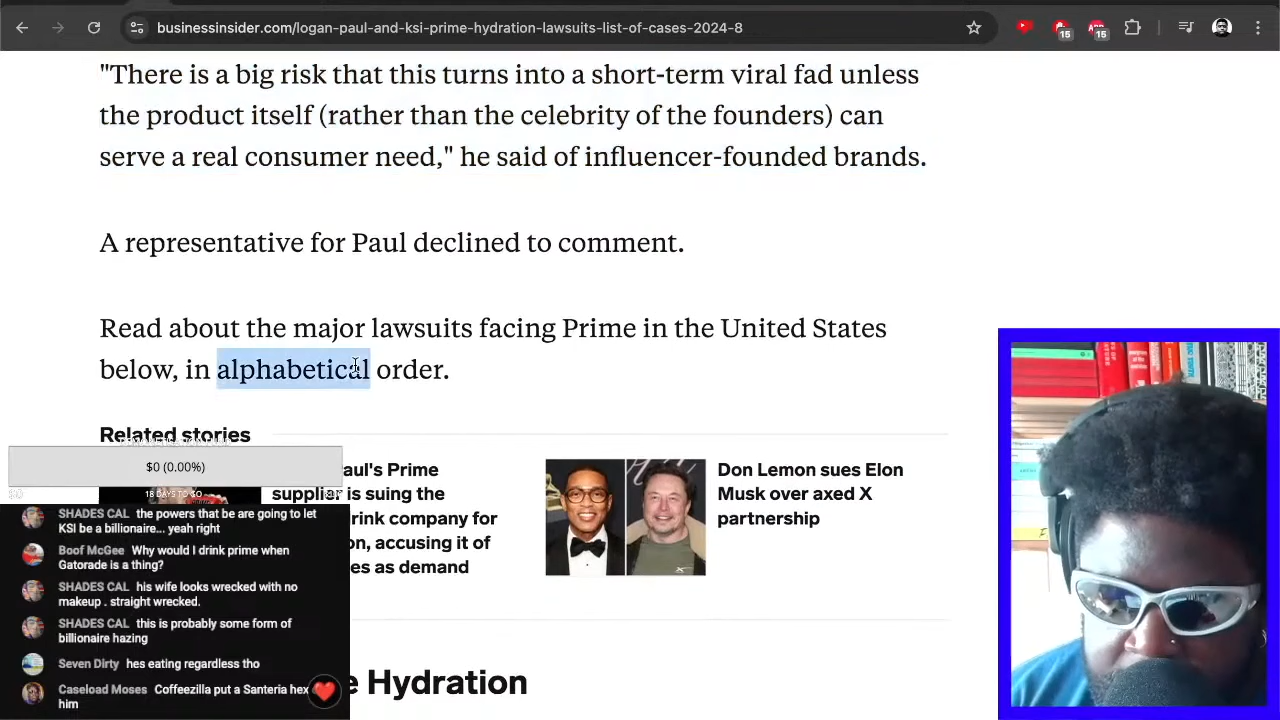 businessinsider.com/logan-paul-and-ksi-prime-hydration-lawsuits-list-of-cases-2024-8
15
15
"There is a big risk that this turns into a short-term viral fad unless
the product itself (rather than the celebrity of the founders) can
serve a real consumer need," he said of influencer-founded brands.
A representative for Paul declined to comment.
Read about the major lawsuits facing Prime in the United States
below, in alphabetical order.
Related stories
$0 (0.00%)
18 DAYS TO GO
aul's Prime
supplier is suing the
rink company for
on, accusing it of
es as demand
Don Lemon sues Elon
Musk over axed X
partnership
SHADES CAL the powers that be are going to let
KSI be a billionaire... yeah right
Boof McGee Why would I drink prime when
Gatorade is a thing?
SHADES CAL his wife looks wrecked with no
makeup . straight wrecked.
SHADES CAL this is probably some form of
billionaire hazing
Seven Dirty hes eating regardless tho
Caseload Moses Coffeezilla put a Santeria hex
him
e Hydration